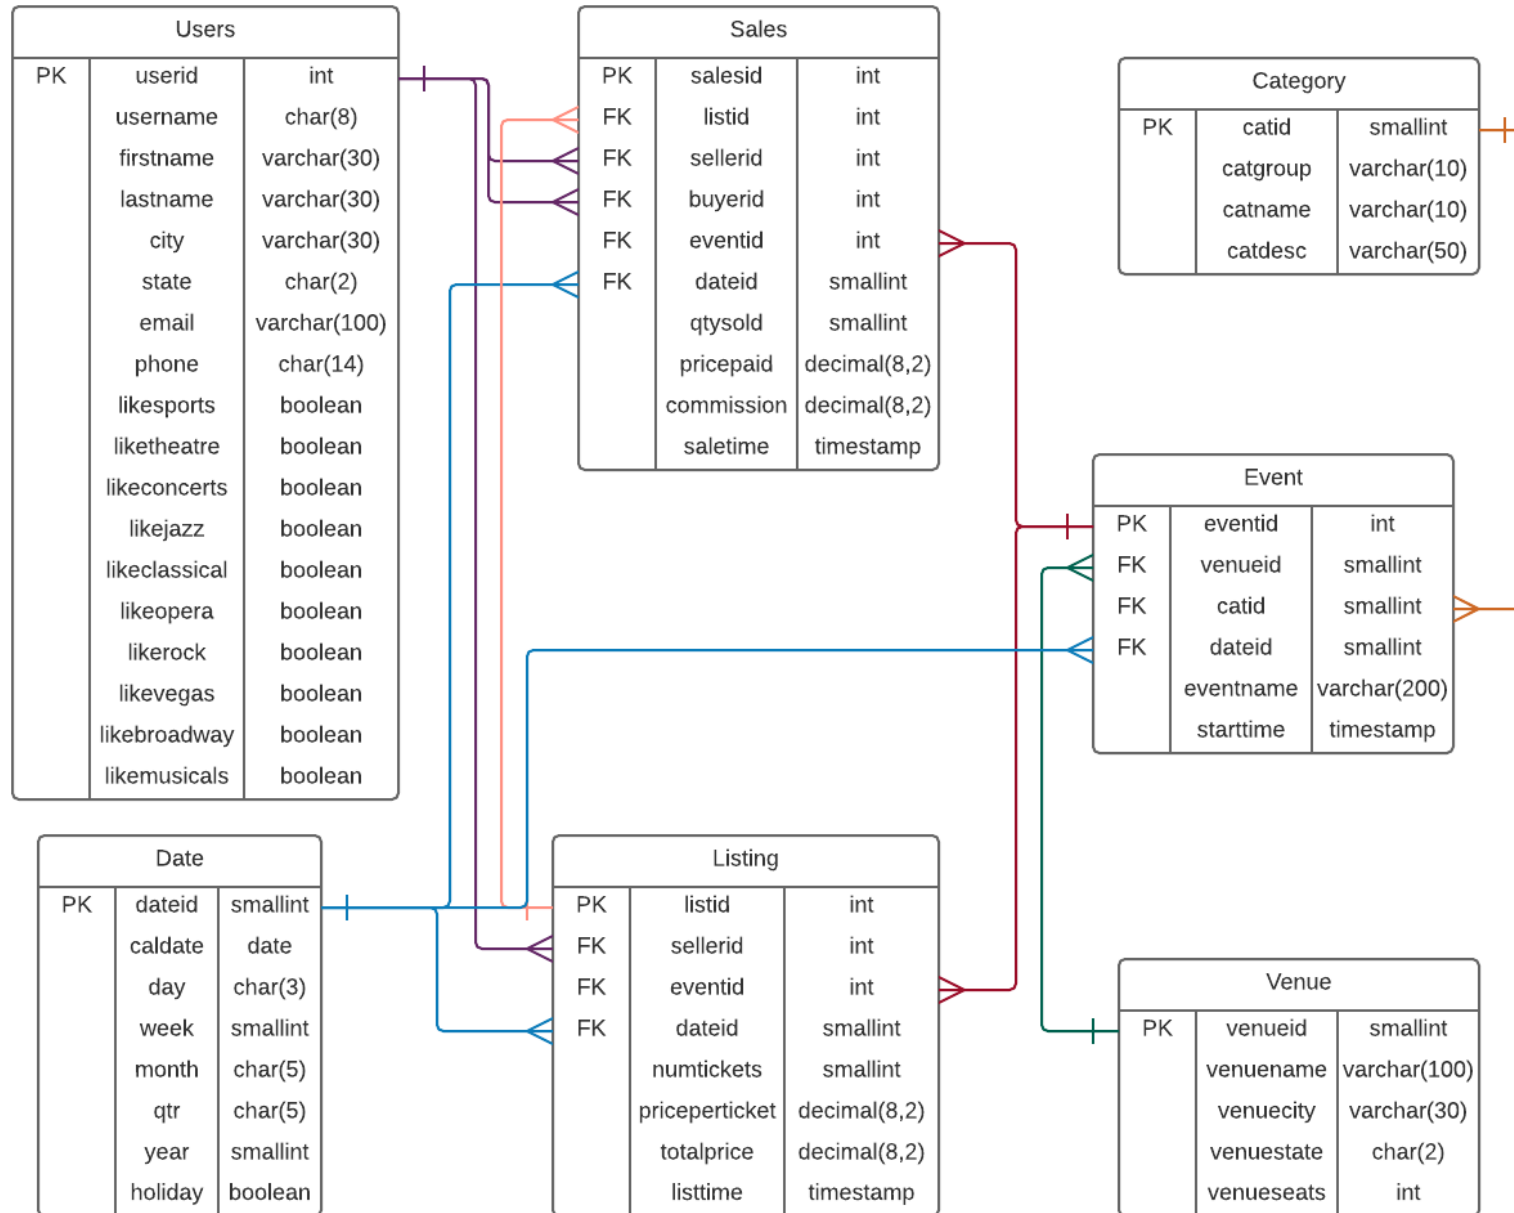 Users
PK userid int
username char(8)
firstname varchar(30)
lastname varchar(30)
city varchar(30)
state char(2)
email varchar(100)
phone char(14)
likesports boolean
liketheatre boolean
likeconcerts boolean
likejazz boolean
likeclassical boolean
likeopera boolean
likerock boolean
likevegas boolean
likebroadway boolean
likemusicals boolean
Sales
PK salesid int
FK listid int
FK sellerid int
FK buyerid int
FK eventid int
FK dateid smallint
qtysold smallint
pricepaid decimal(8,2)
commission decimal(8,2)
saletime timestamp
Category
PK catid smallint
catgroup varchar(10)
catname varchar(10)
catdesc varchar(50)
Event
PK eventid int
FK venueid smallint
FK catid smallint
FK dateid smallint
eventname varchar(200)
starttime timestamp
Date
PK dateid smallint
caldate date
day char(3)
week smallint
month char(5)
qtr char(5)
year smallint
holiday boolean
Listing
PK listid int
FK sellerid int
FK eventid int
FK dateid smallint
numtickets smallint
priceperticket decimal(8,2)
totalprice decimal(8,2)
listtime timestamp
Venue
PK venueid smallint
venuename varchar(100)
venuecity varchar(30)
venuestate char(2)
venueseats int